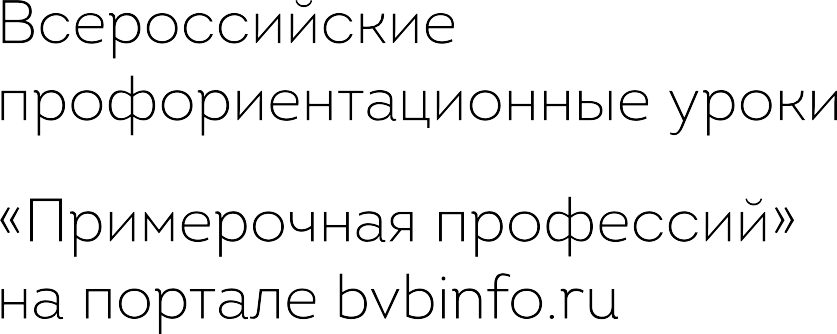 Всероссийские
профориентационные уроки
«Примерочная профессий»
на портале bvbinfo.ru